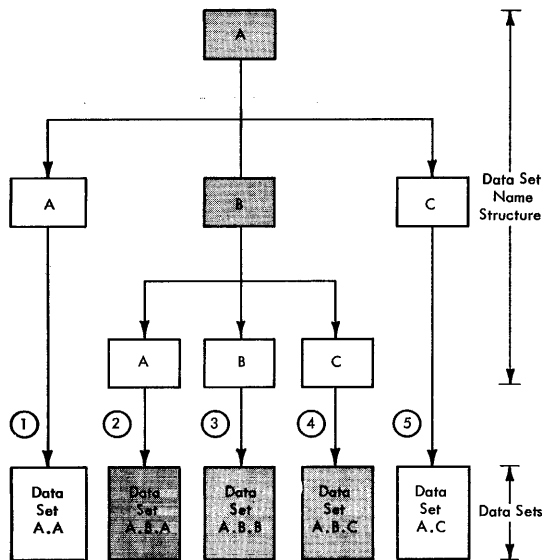 A
A
B
C
Data Set
Name
Structure
A
B
C
1
2
3
4
5
Data
Set
A.A
Data
Set
A.B.A
Data
Set
A.B.B
Data
Set
A.B.C
Data
Set
A.C
Data Sets